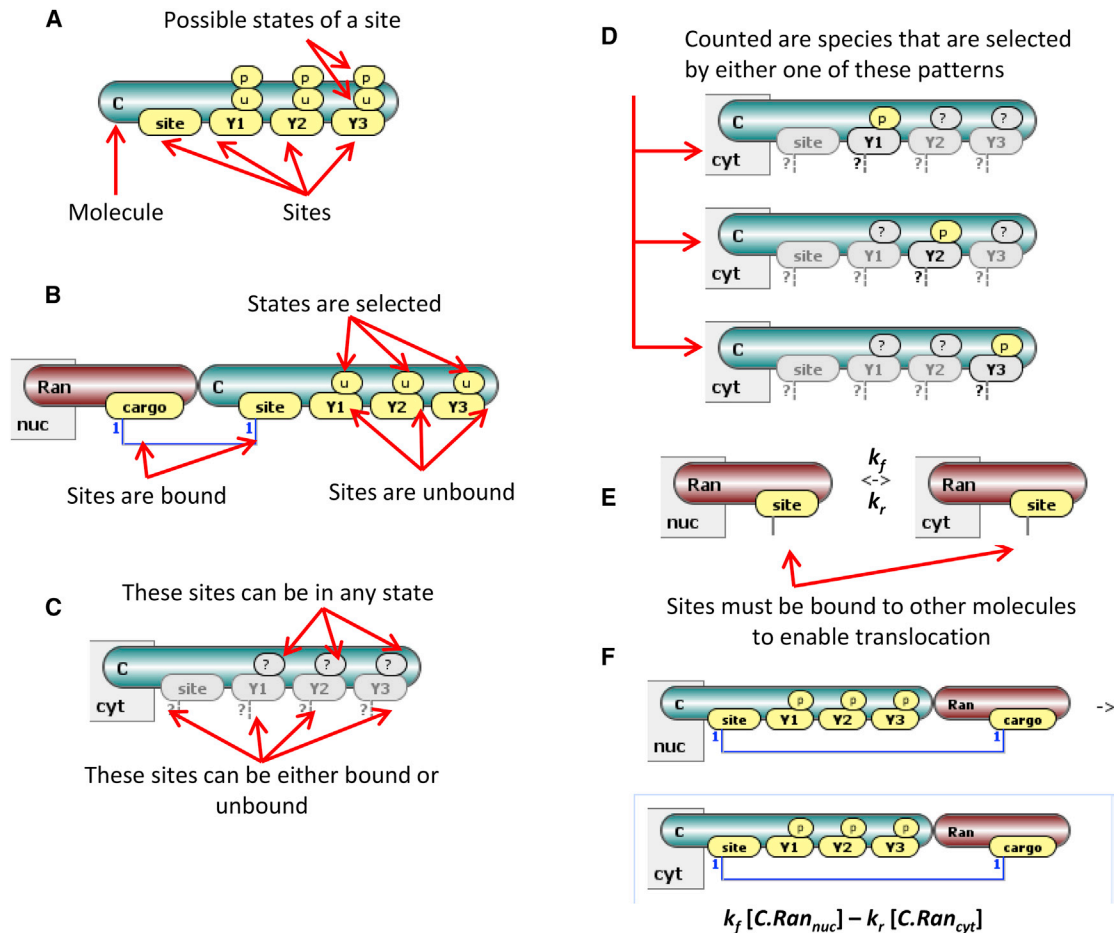 A
Possible states of a site
p p p
C u u u
site Y1 Y2 Y3
Molecule
Sites
B
States are selected
Ran C u u u
cargo site Y1 Y2 Y3
nuc 1 1
Sites are bound
Sites are unbound
C
These sites can be in any state
C ? ? ?
site Y1 Y2 Y3
cyt ? ? ? ?
These sites can be either bound or
unbound
D
Counted are species that are selected
by either one of these patterns
C p ? ?
site Y1 Y2 Y3
cyt ? ? ? ?
C ? p ?
site Y1 Y2 Y3
cyt ? ? ? ?
C ? ? p
site Y1 Y2 Y3
cyt ? ? ? ?
E
Ran
site
nuc
kf
<->
kr
Ran
site
cyt
Sites must be bound to other molecules
to enable translocation
F
C p p p Ran
site Y1 Y2 Y3 cargo
nuc 1 1
->
C p p p Ran
site Y1 Y2 Y3 cargo
cyt 1 1
kf [C.Rannuc] – kr [C.Rancyt]